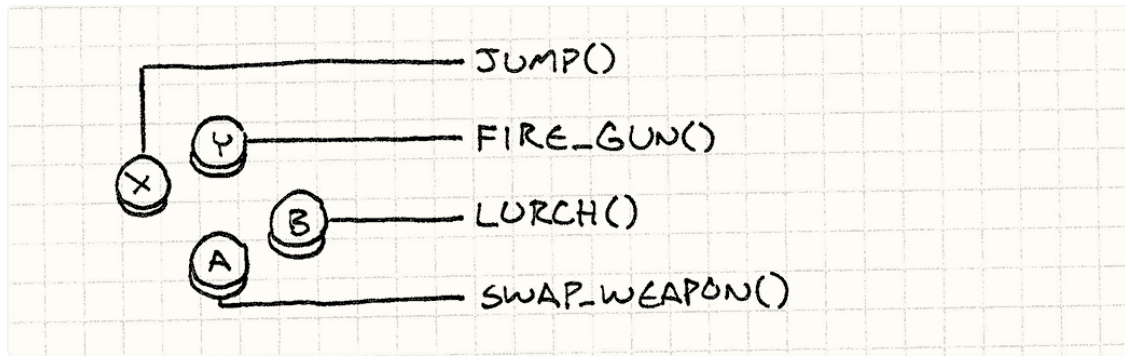 JUMP()
Y
FIRE_GUN()
X
B
LURCH()
A
SWAP_WEAPON()